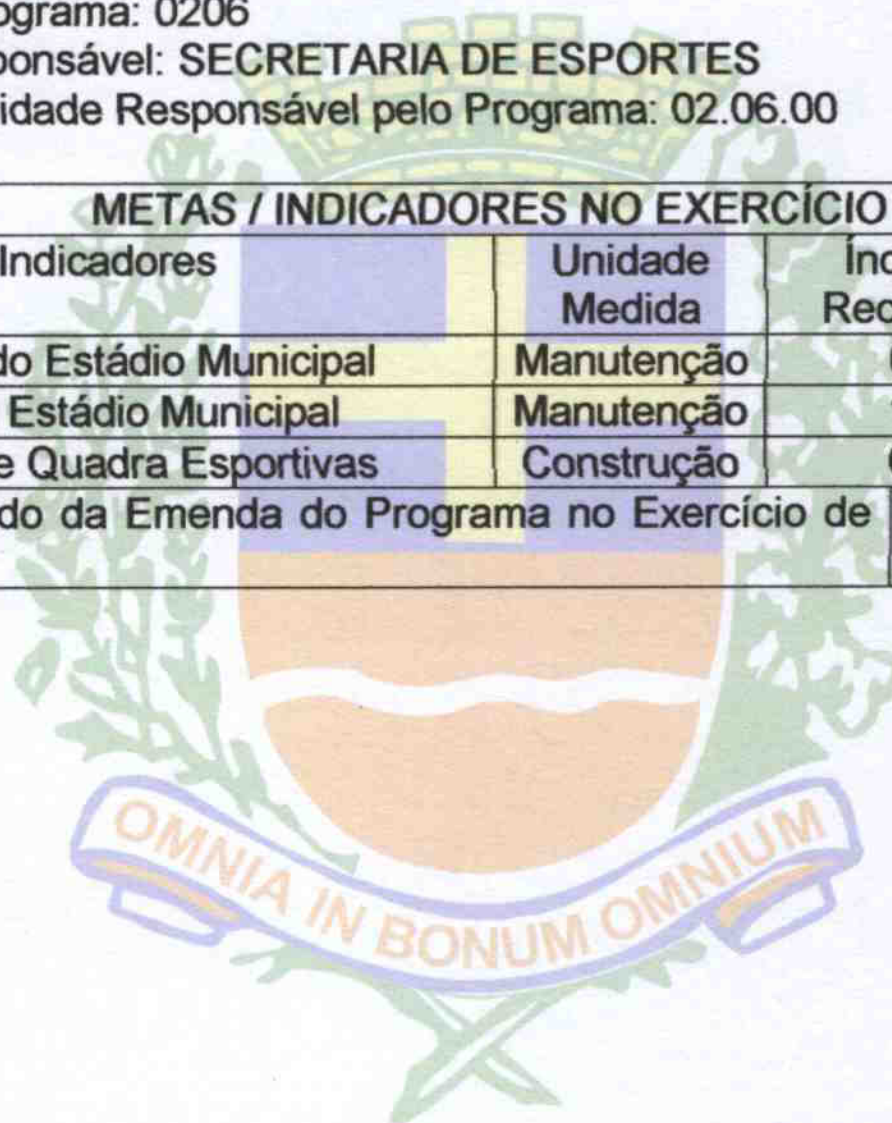 ograma: 0206
ponsável: SECRETARIA DE ESPORTES
idade Responsável pelo Programa: 02.06.00
METAS / INDICADORES NO EXERCÍCIO
Indicadores Unidade Medida Índ Rec
do Estádio Municipal Manutenção
Estádio Municipal Manutenção
e Quadra Esportivas Construção
do da Emenda do Programa no Exercício de
OMNIA IN BONUM OMNIUM